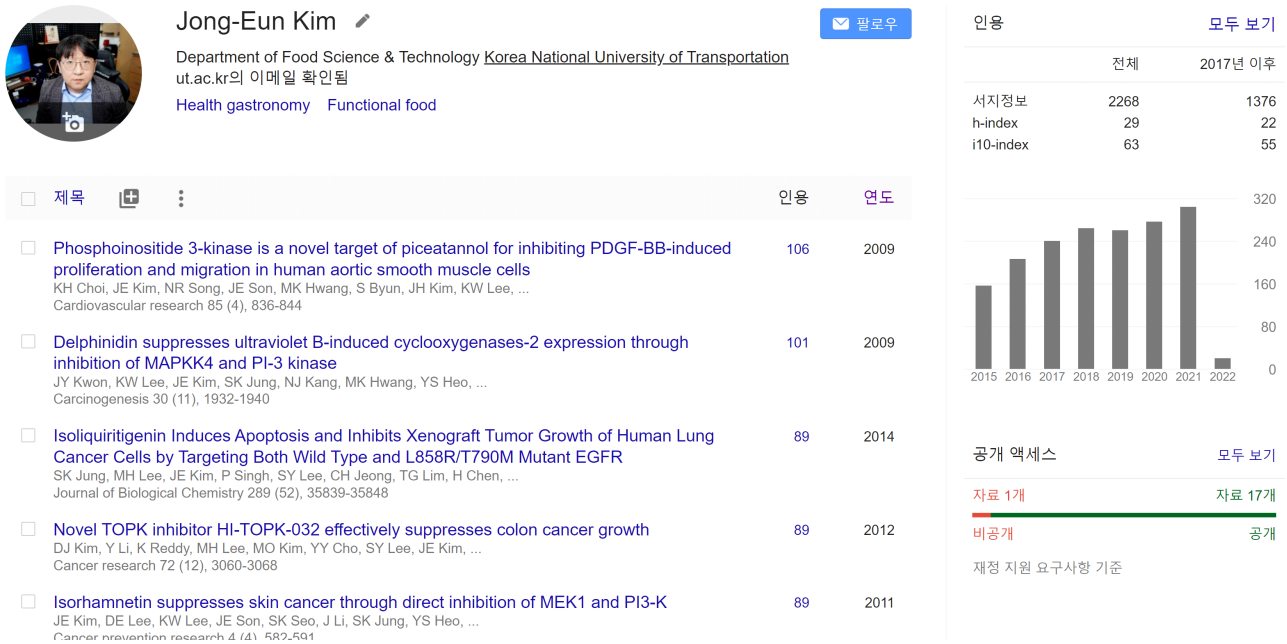 Jong-Eun Kim
팔로우
Department of Food Science & Technology Korea National University of Transportation
ut.ac.kr의 이메일 확인됨
Health gastronomy Functional food
제목 인용 연도
Phosphoinositide 3-kinase is a novel target of piceatannol for inhibiting PDGF-BB-induced 106 2009
proliferation and migration in human aortic smooth muscle cells
KH Choi, JE Kim, NR Song, JE Son, MK Hwang, S Byun, JH Kim, KW Lee, ...
Cardiovascular research 85 (4), 836-844
Delphinidin suppresses ultraviolet B-induced cyclooxygenases-2 expression through 101 2009
inhibition of MAPKK4 and PI-3 kinase
JY Kwon, KW Lee, JE Kim, SK Jung, NJ Kang, MK Hwang, YS Heo, ...
Carcinogenesis 30 (11), 1932-1940
Isoliquiritigenin Induces Apoptosis and Inhibits Xenograft Tumor Growth of Human Lung 89 2014
Cancer Cells by Targeting Both Wild Type and L858R/T790M Mutant EGFR
SK Jung, MH Lee, JE Kim, P Singh, SY Lee, CH Jeong, TG Lim, H Chen, ...
Journal of Biological Chemistry 289 (52), 35839-35848
Novel TOPK inhibitor HI-TOPK-032 effectively suppresses colon cancer growth 89 2012
DJ Kim, Y Li, K Reddy, MH Lee, MO Kim, YY Cho, SY Lee, JE Kim, ...
Cancer research 72 (12), 3060-3068
Isorhamnetin suppresses skin cancer through direct inhibition of MEK1 and PI3-K 89 2011
JE Kim, DE Lee, KW Lee, JE Son, SK Seo, J Li, SK Jung, YS Heo, ...
Cancer prevention research 4 (4), 582-591
인용 모두 보기
전체 2017년 이후
서지정보 2268 1376
h-index 29 22
i10-index 63 55
320
240
160
80
0
2015 2016 2017 2018 2019 2020 2021 2022
공개 액세스 모두 보기
자료 1개 자료 17개
비공개 공개
재정 지원 요구사항 기준